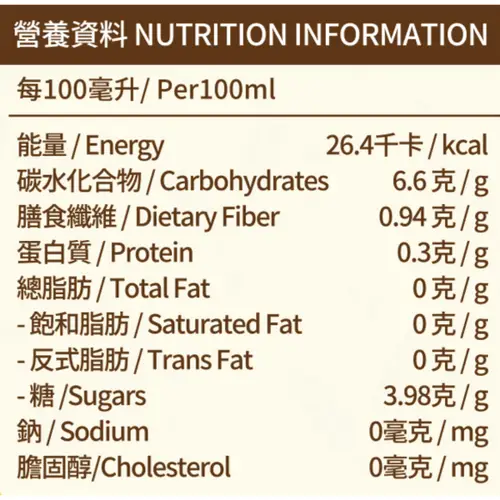 營養資料 NUTRITION INFORMATION
每100毫升/ Per100ml
能量 / Energy 26.4千卡 / kcal
碳水化合物 / Carbohydrates 6.6 克 / g
膳食纖維 / Dietary Fiber 0.94 克 / g
蛋白質 / Protein 0.3克 / g
總脂肪 / Total Fat 0 克 / g
- 飽和脂肪 / Saturated Fat 0 克 / g
- 反式脂肪 / Trans Fat 0 克 / g
- 糖 /Sugars 3.98克 / g
鈉 / Sodium 0毫克 / mg
膽固醇/Cholesterol 0毫克 / mg